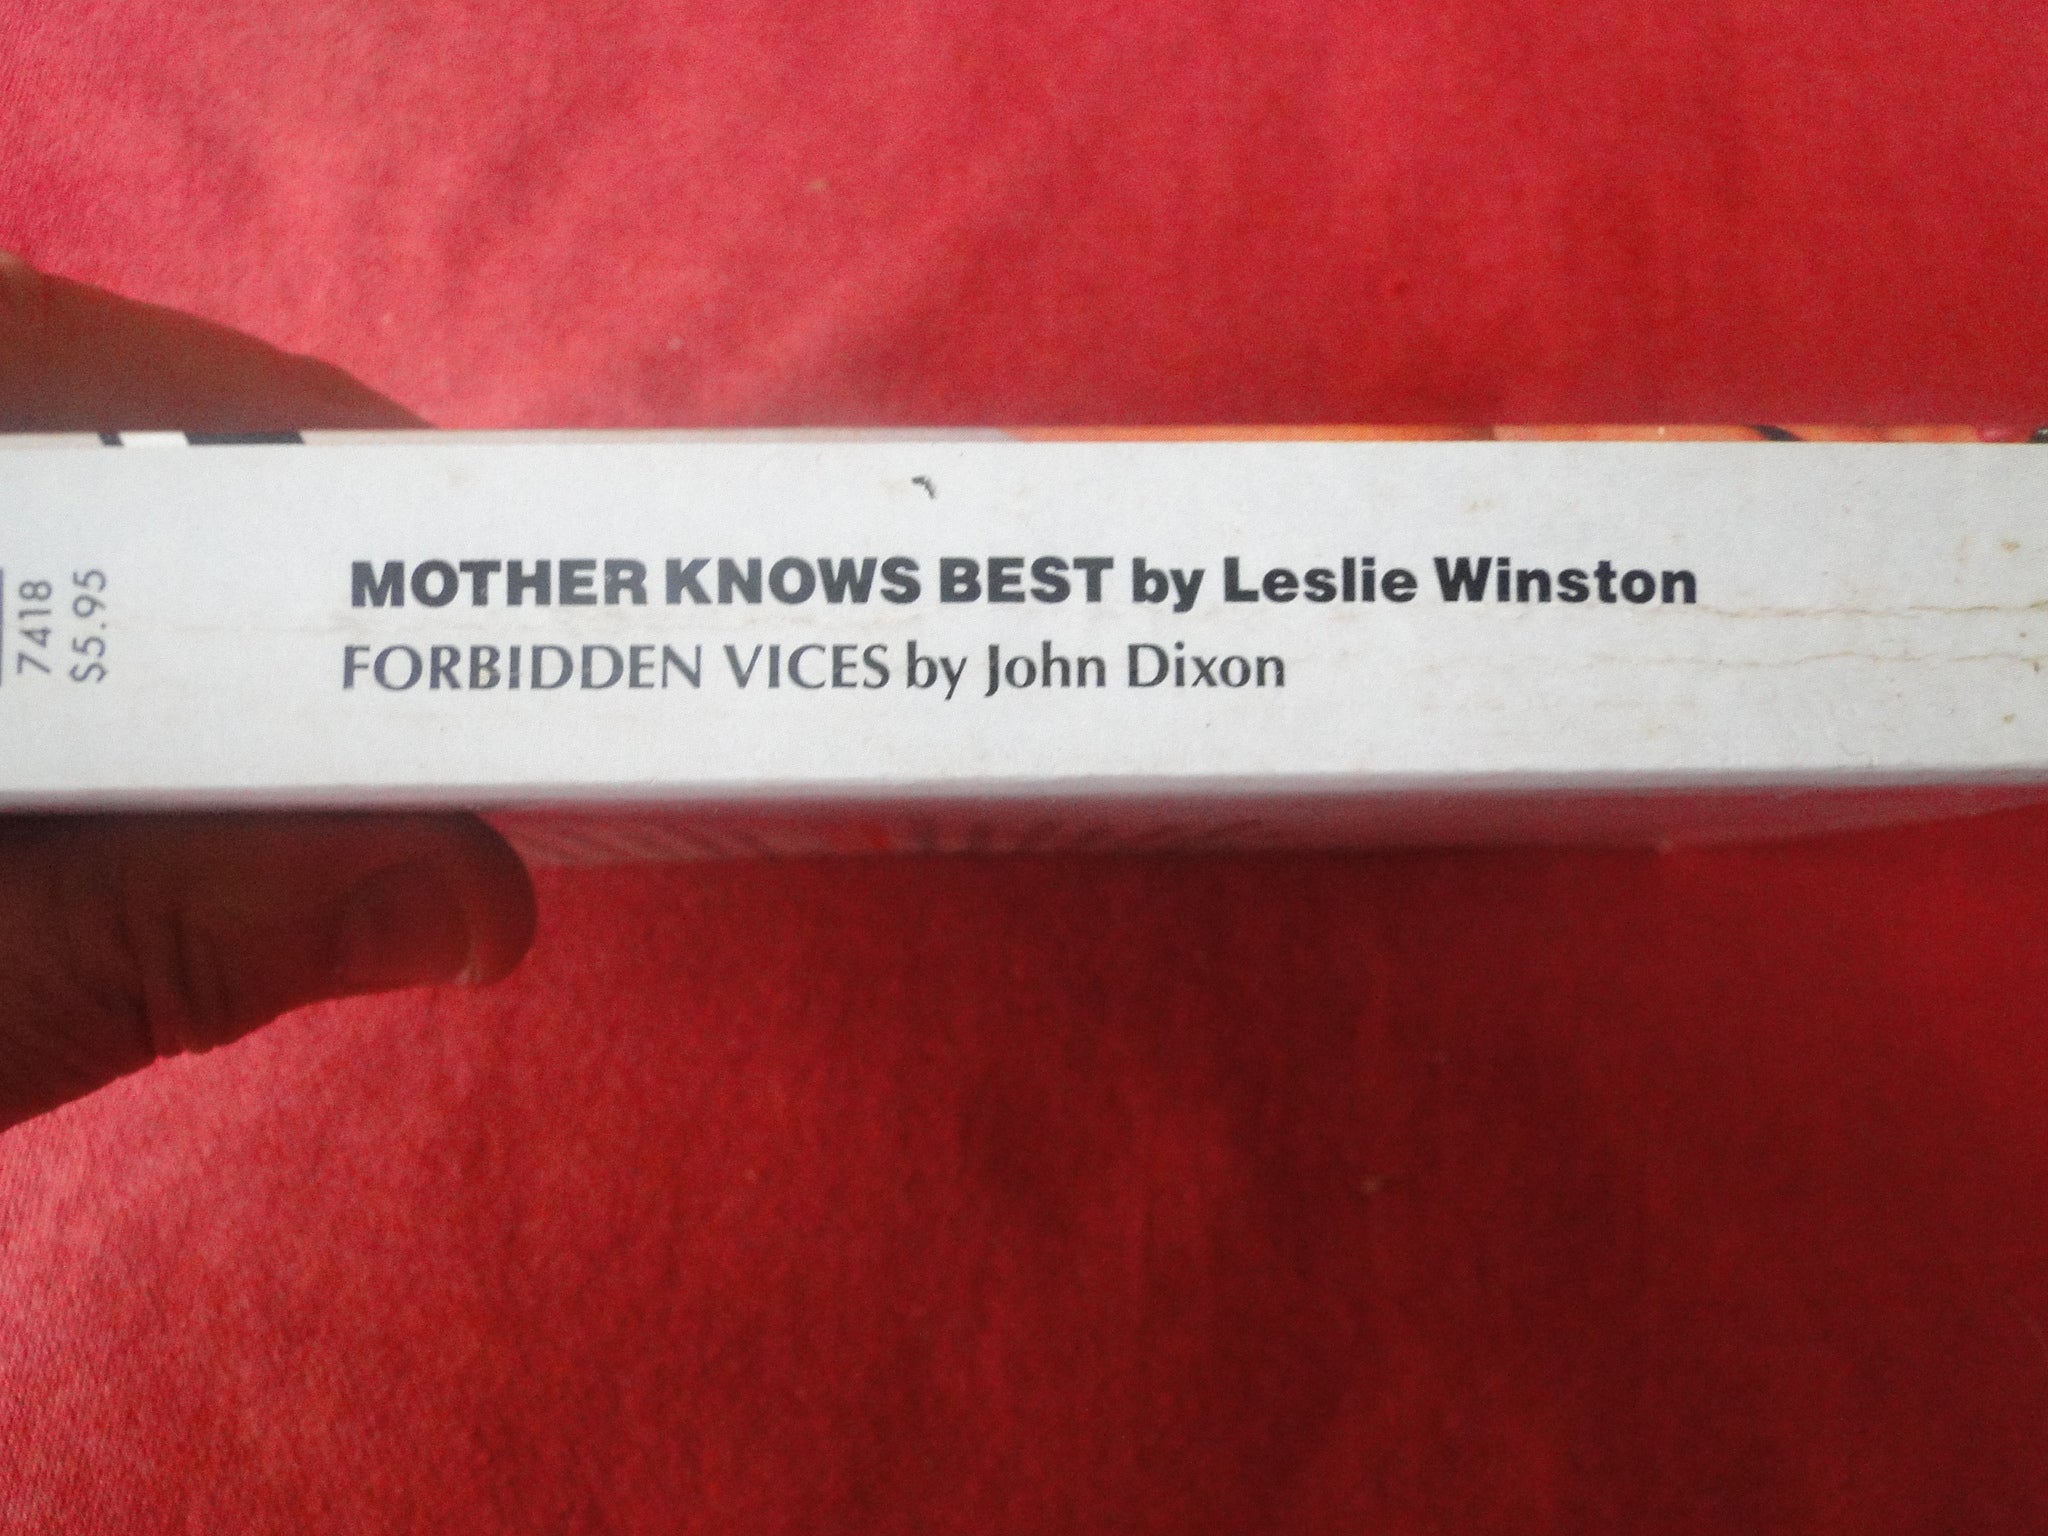 7418
$5.95
MOTHER KNOWS BEST by Leslie Winston
FORBIDDEN VICES by John Dixon